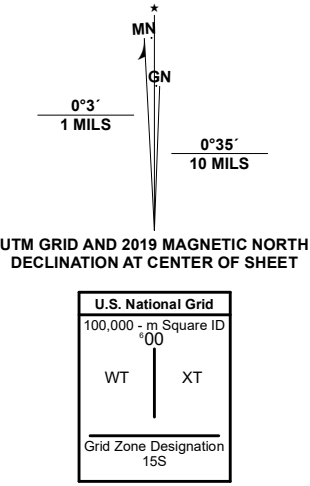 ★
MN
GN
0°3´
1 MILS
0°35´
10 MILS
UTM GRID AND 2019 MAGNETIC NORTH
DECLINATION AT CENTER OF SHEET
U.S. National Grid
100,000 - m Square ID
⁶00
WT XT
Grid Zone Designation
15S